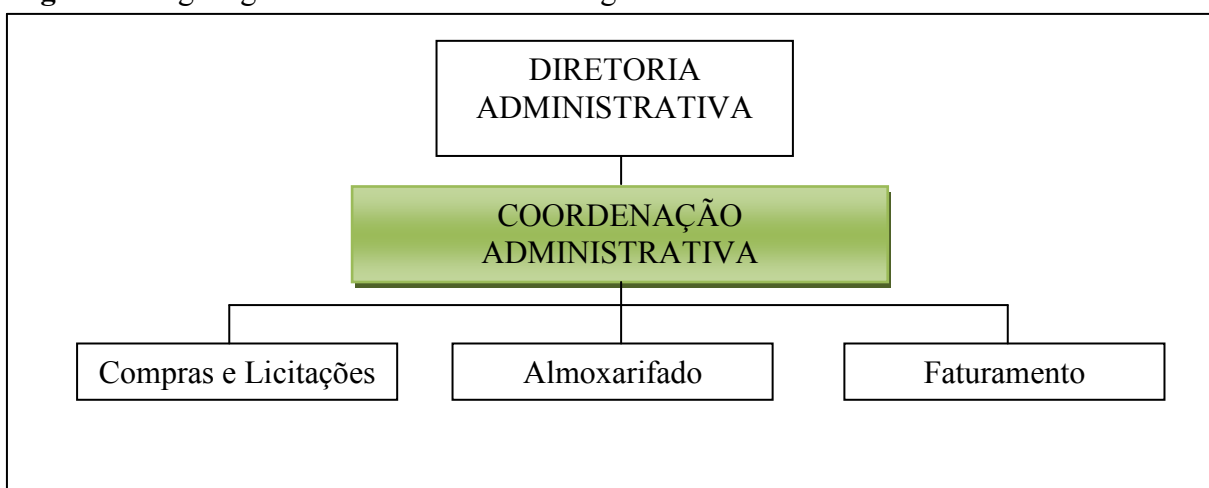 DIRETORIA
ADMINISTRATIVA
COORDENAÇÃO
ADMINISTRATIVA
Compras e Licitações
Almoxarifado
Faturamento